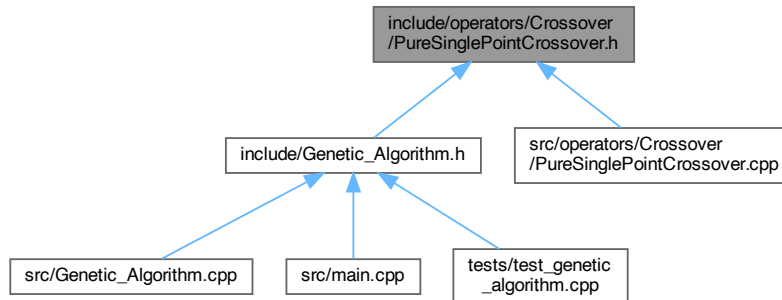 include/operators/Crossover
/PureSinglePointCrossover.h
include/Genetic_Algorithm.h
src/operators/Crossover
/PureSinglePointCrossover.cpp
src/Genetic_Algorithm.cpp
src/main.cpp
tests/test_genetic
_algorithm.cpp